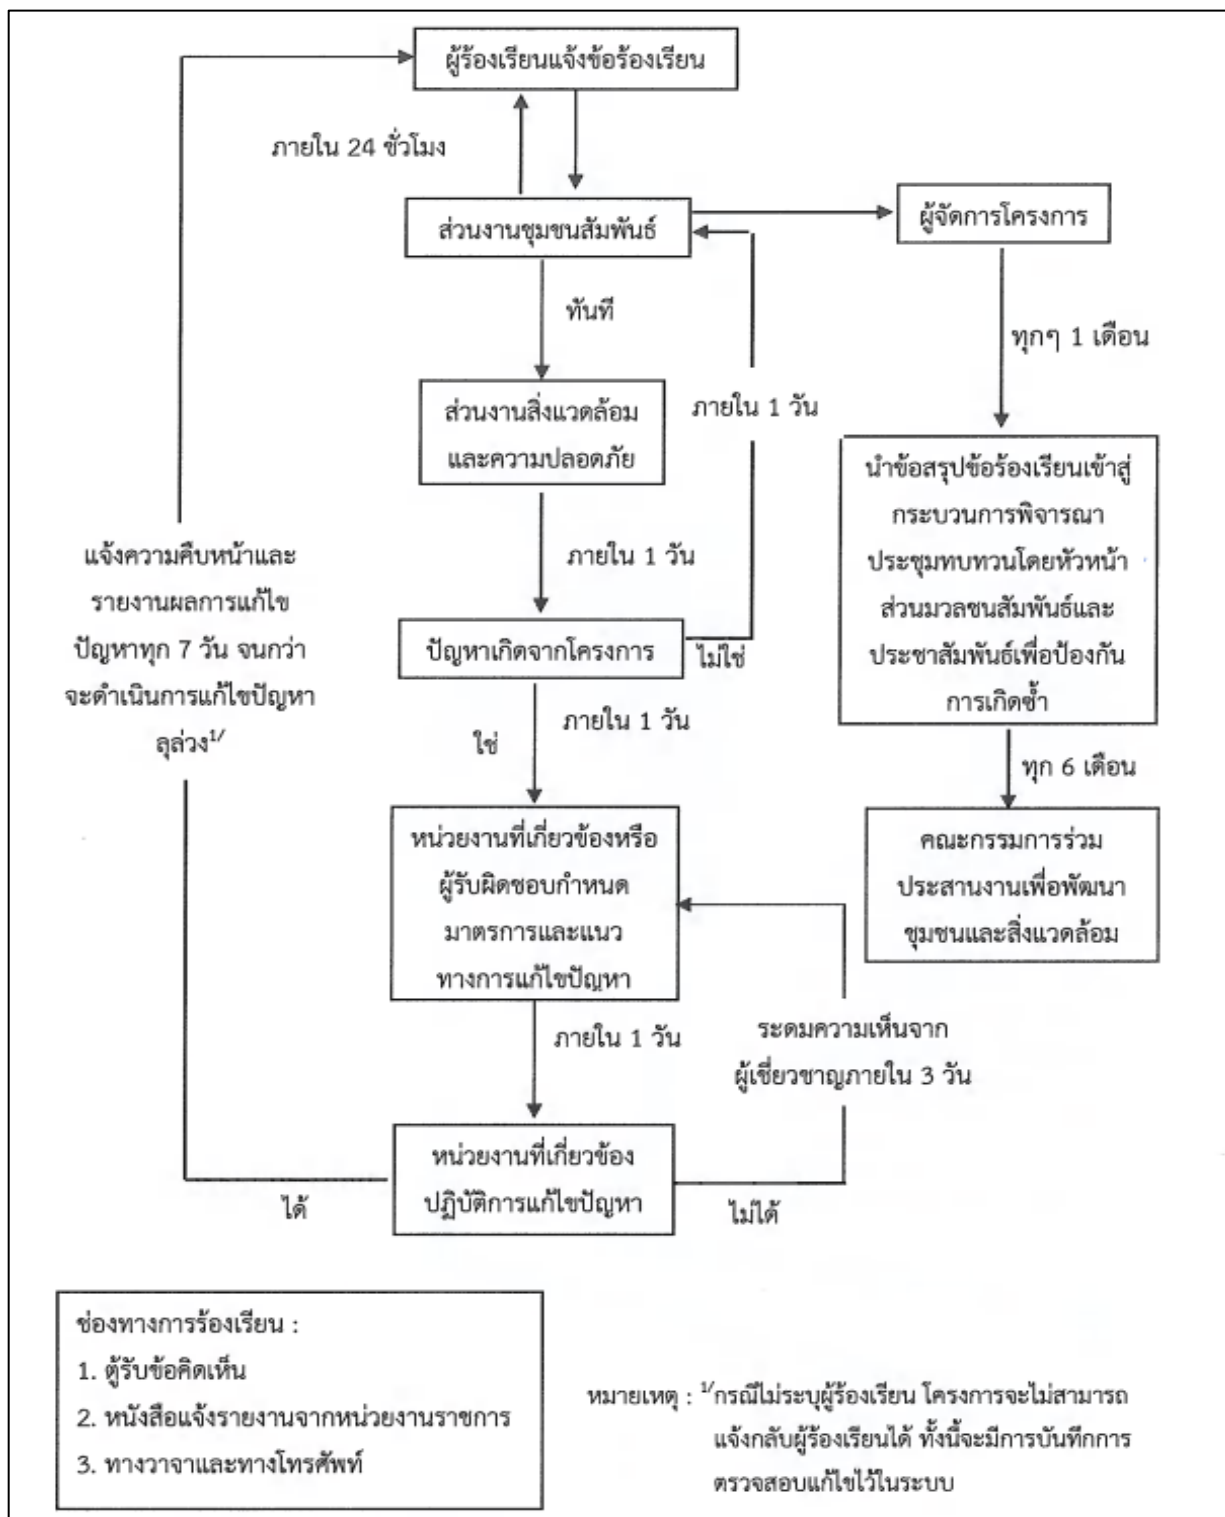 ผู้ร้องเรียนแจ้งข้อร้องเรียน
ภายใน 24 ชั่วโมง
ส่วนงานชุมชนสัมพันธ์
ผู้จัดการโครงการ
ทันที
ทุกๆ 1 เดือน
ส่วนงานสิ่งแวดล้อม
และความปลอดภัย
ภายใน 1 วัน
นำข้อสรุปข้อร้องเรียนเข้าสู่
กระบวนการพิจารณา
ประชุมทบทวนโดยหัวหน้า
ส่วนมวลชนสัมพันธ์และ
ประชาสัมพันธ์เพื่อป้องกัน
การเกิดซ้ำ
แจ้งความคืบหน้าและ
รายงานผลการแก้ไข
ปัญหาทุก 7 วัน จนกว่า
จะดำเนินการแก้ไขปัญหา
ลุล่วง1/
ภายใน 1 วัน
ปัญหาเกิดจากโครงการ
ไม่ใช่
ใช่
ภายใน 1 วัน
ทุก 6 เดือน
หน่วยงานที่เกี่ยวข้องหรือ
ผู้รับผิดชอบกำหนด
มาตรการและแนว
ทางการแก้ไขปัญหา
คณะกรรมการร่วม
ประสานงานเพื่อพัฒนา
ชุมชนและสิ่งแวดล้อม
ภายใน 1 วัน
ระดมความเห็นจาก
ผู้เชี่ยวชาญภายใน 3 วัน
หน่วยงานที่เกี่ยวข้อง
ปฏิบัติการแก้ไขปัญหา
ได้
ไม่ได้
ช่องทางการร้องเรียน :
1. ตู้รับข้อคิดเห็น
2. หนังสือแจ้งรายงานจากหน่วยงานราชการ
3. ทางวาจาและทางโทรศัพท์
หมายเหตุ : 1/กรณีไม่ระบุผู้ร้องเรียน โครงการจะไม่สามารถ
แจ้งกลับผู้ร้องเรียนได้ ทั้งนี้จะมีการบันทึกการ
ตรวจสอบแก้ไขไว้ในระบบ